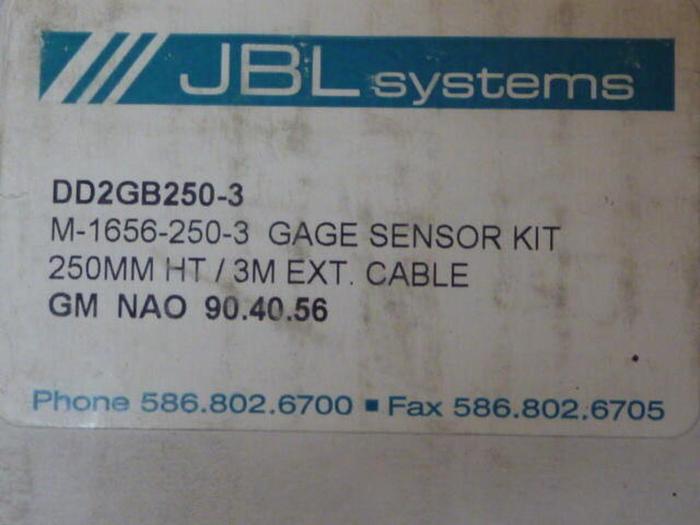 JBL systems
DD2GB250-3
M-1656-250-3 GAGE SENSOR KIT
250MM HT / 3M EXT. CABLE
GM NAO 90.40.56
Phone 586.802.6700 ▪ Fax 586.802.6705